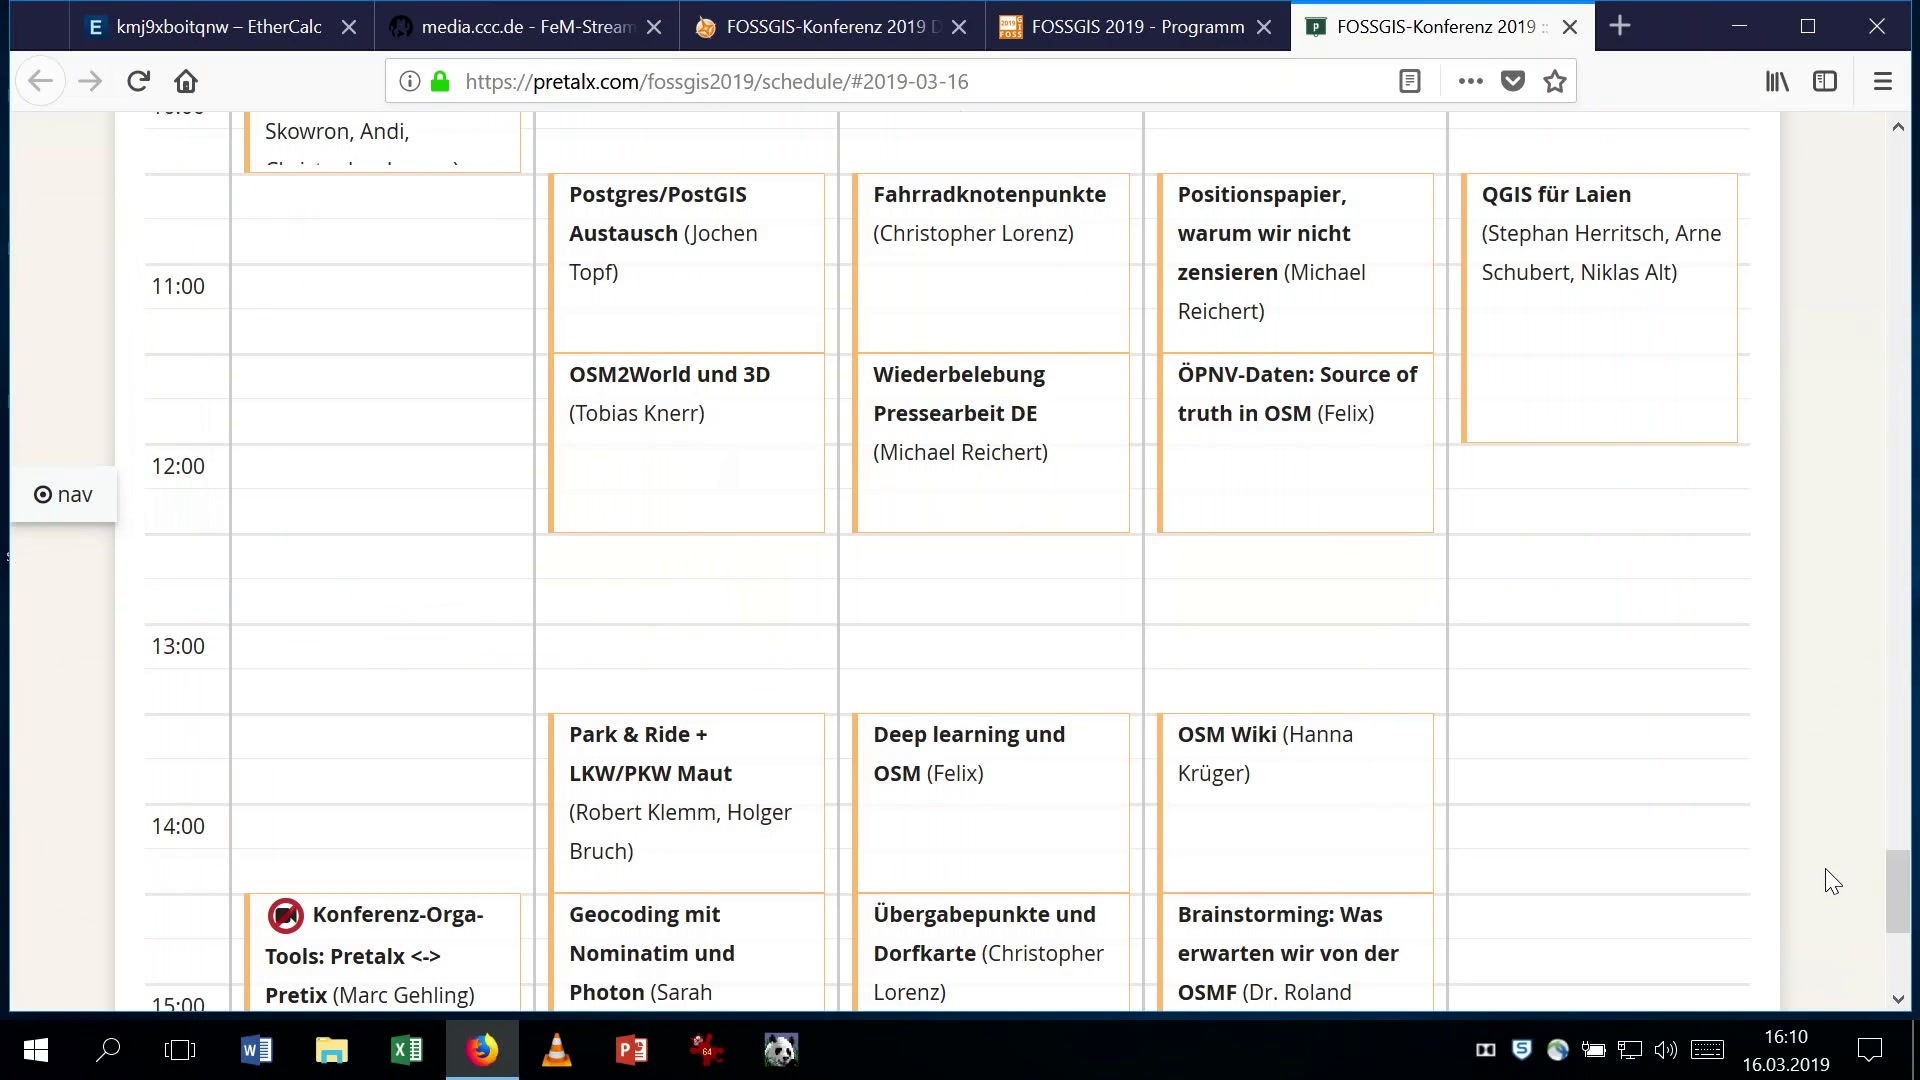 kmj9xboitqnw – EtherCalc
media.ccc.de - FeM-Stream
FOSSGIS-Konferenz 2019 D
FOSSGIS 2019 - Programm
FOSSGIS-Konferenz 2019 ::
https://pretalx.com/fossgis2019/schedule/#2019-03-16
Skowron, Andi,
Postgres/PostGIS
Austausch (Jochen
Topf)
Fahrradknotenpunkte
(Christopher Lorenz)
Positionspapier,
warum wir nicht
zensieren (Michael
Reichert)
QGIS für Laien
(Stephan Herritsch, Arne
Schubert, Niklas Alt)
11:00
OSM2World und 3D
(Tobias Knerr)
Wiederbelebung
Pressearbeit DE
(Michael Reichert)
ÖPNV-Daten: Source of
truth in OSM (Felix)
12:00
nav
13:00
Park & Ride +
LKW/PKW Maut
(Robert Klemm, Holger
Bruch)
Deep learning und
OSM (Felix)
OSM Wiki (Hanna
Krüger)
14:00
Konferenz-Orga-
Tools: Pretalx <->
Pretix (Marc Gehling)
Geocoding mit
Nominatim und
Photon (Sarah
Übergabepunkte und
Dorfkarte (Christopher
Lorenz)
Brainstorming: Was
erwarten wir von der
OSMF (Dr. Roland
15:00
64
16:10
16.03.2019